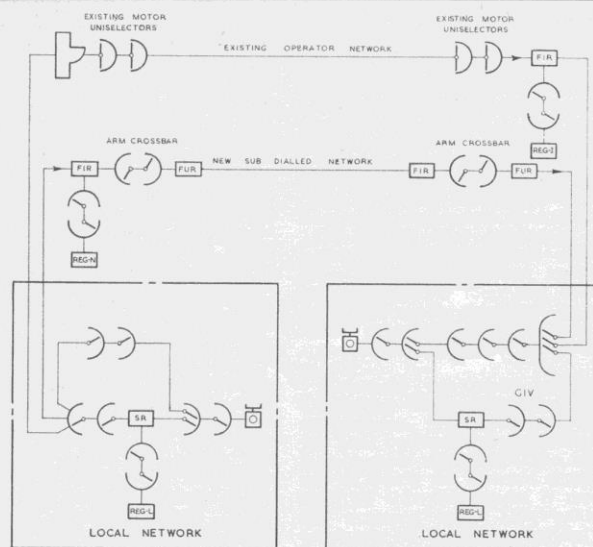 EXISTING MOTOR
UNISELECTORS
EXISTING MOTOR
UNISELECTORS
EXISTING OPERATOR NETWORK
FIR
REG-I
ARM CROSSBAR
ARM CROSSBAR
FIR
FUR
NEW SUB DIALLED NETWORK
FIR
FUR
REG-N
GIV
SR
SR
REG-L
REG-L
LOCAL NETWORK
LOCAL NETWORK